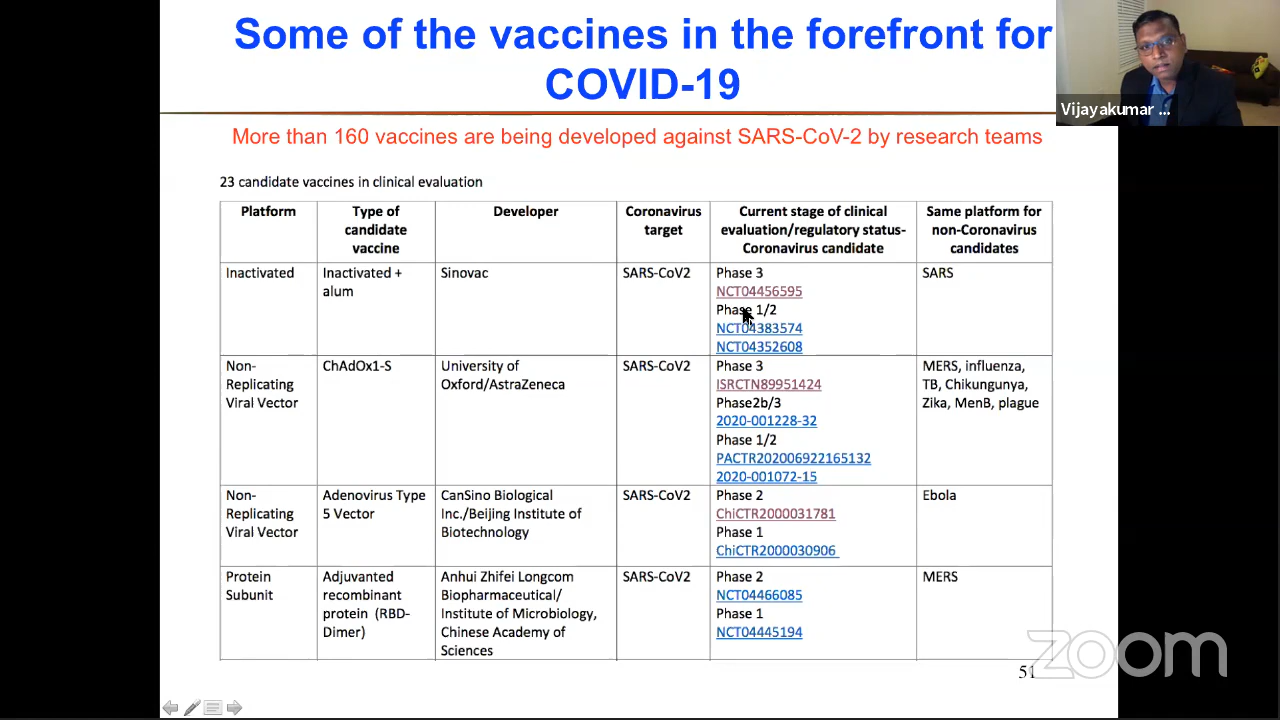 Some of the vaccines in the forefront for
COVID-19
Vijayakumar ...
More than 160 vaccines are being developed against SARS-CoV-2 by research teams
23 candidate vaccines in clinical evaluation
Platform
Type of
candidate
vaccine
Developer
Coronavirus
target
Current stage of clinical
evaluation/regulatory status-
Coronavirus candidate
Same platform for
non-Coronavirus
candidates
Inactivated
Inactivated +
alum
Sinovac
SARS-CoV2
Phase 3
NCT04456595
Phase 1/2
NCT04383574
NCT04352608
SARS
Non-
Replicating
Viral Vector
ChAdOx1-S
University of
Oxford/AstraZeneca
SARS-CoV2
Phase 3
ISRCTN89951424
Phase2b/3
2020-001228-32
Phase 1/2
PACTR202006922165132
2020-001072-15
MERS, influenza,
TB, Chikungunya,
Zika, MenB, plague
Non-
Replicating
Viral Vector
Adenovirus Type
5 Vector
CanSino Biological
Inc./Beijing Institute of
Biotechnology
SARS-CoV2
Phase 2
ChiCTR2000031781
Phase 1
ChiCTR2000030906
Ebola
Protein
Subunit
Adjuvanted
recombinant
protein (RBD-
Dimer)
Anhui Zhifei Longcom
Biopharmaceutical/
Institute of Microbiology,
Chinese Academy of
Sciences
SARS-CoV2
Phase 2
NCT04466085
Phase 1
NCT04445194
MERS
zoom
51